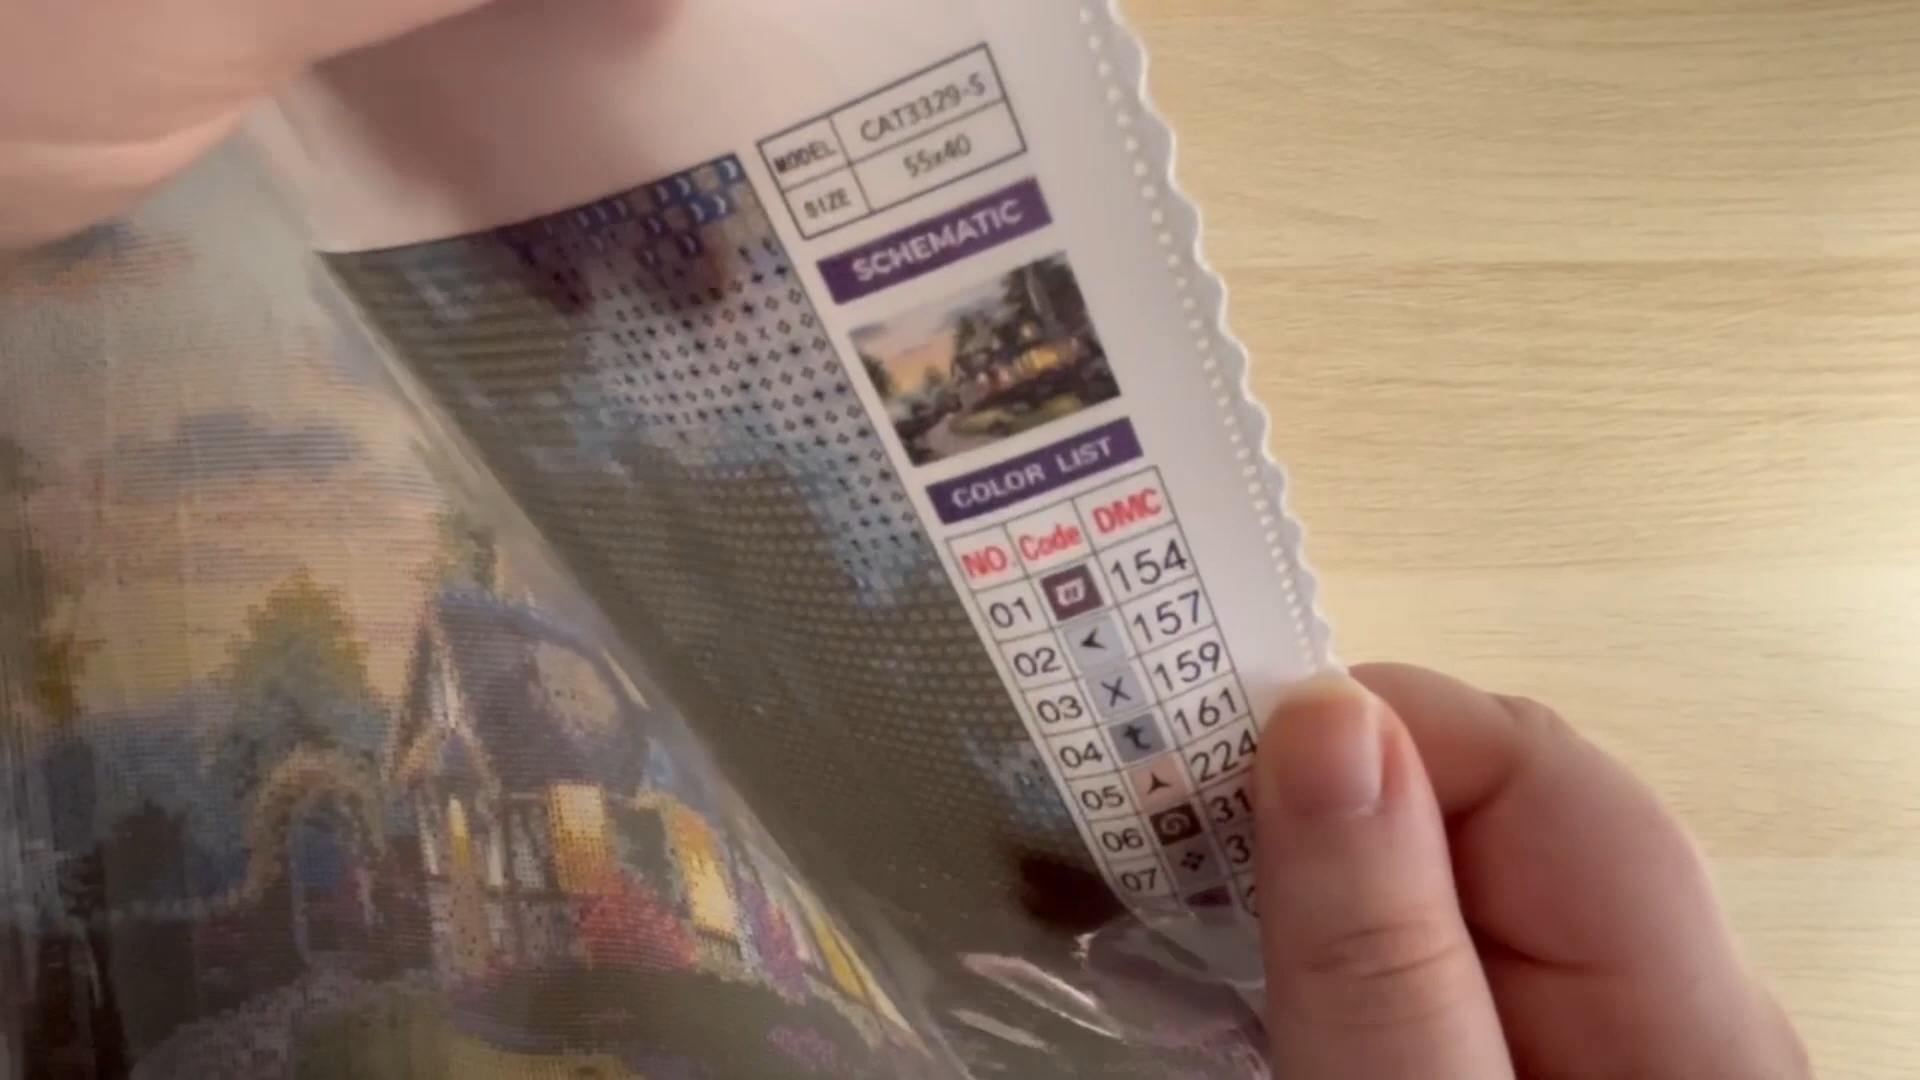 MODEL CAT3329-S
SIZE 55x40
SCHEMATIC
COLOR LIST
NO. Code DMC
01 154
02 < 157
03 X 159
04 t 161
05 224
06
07